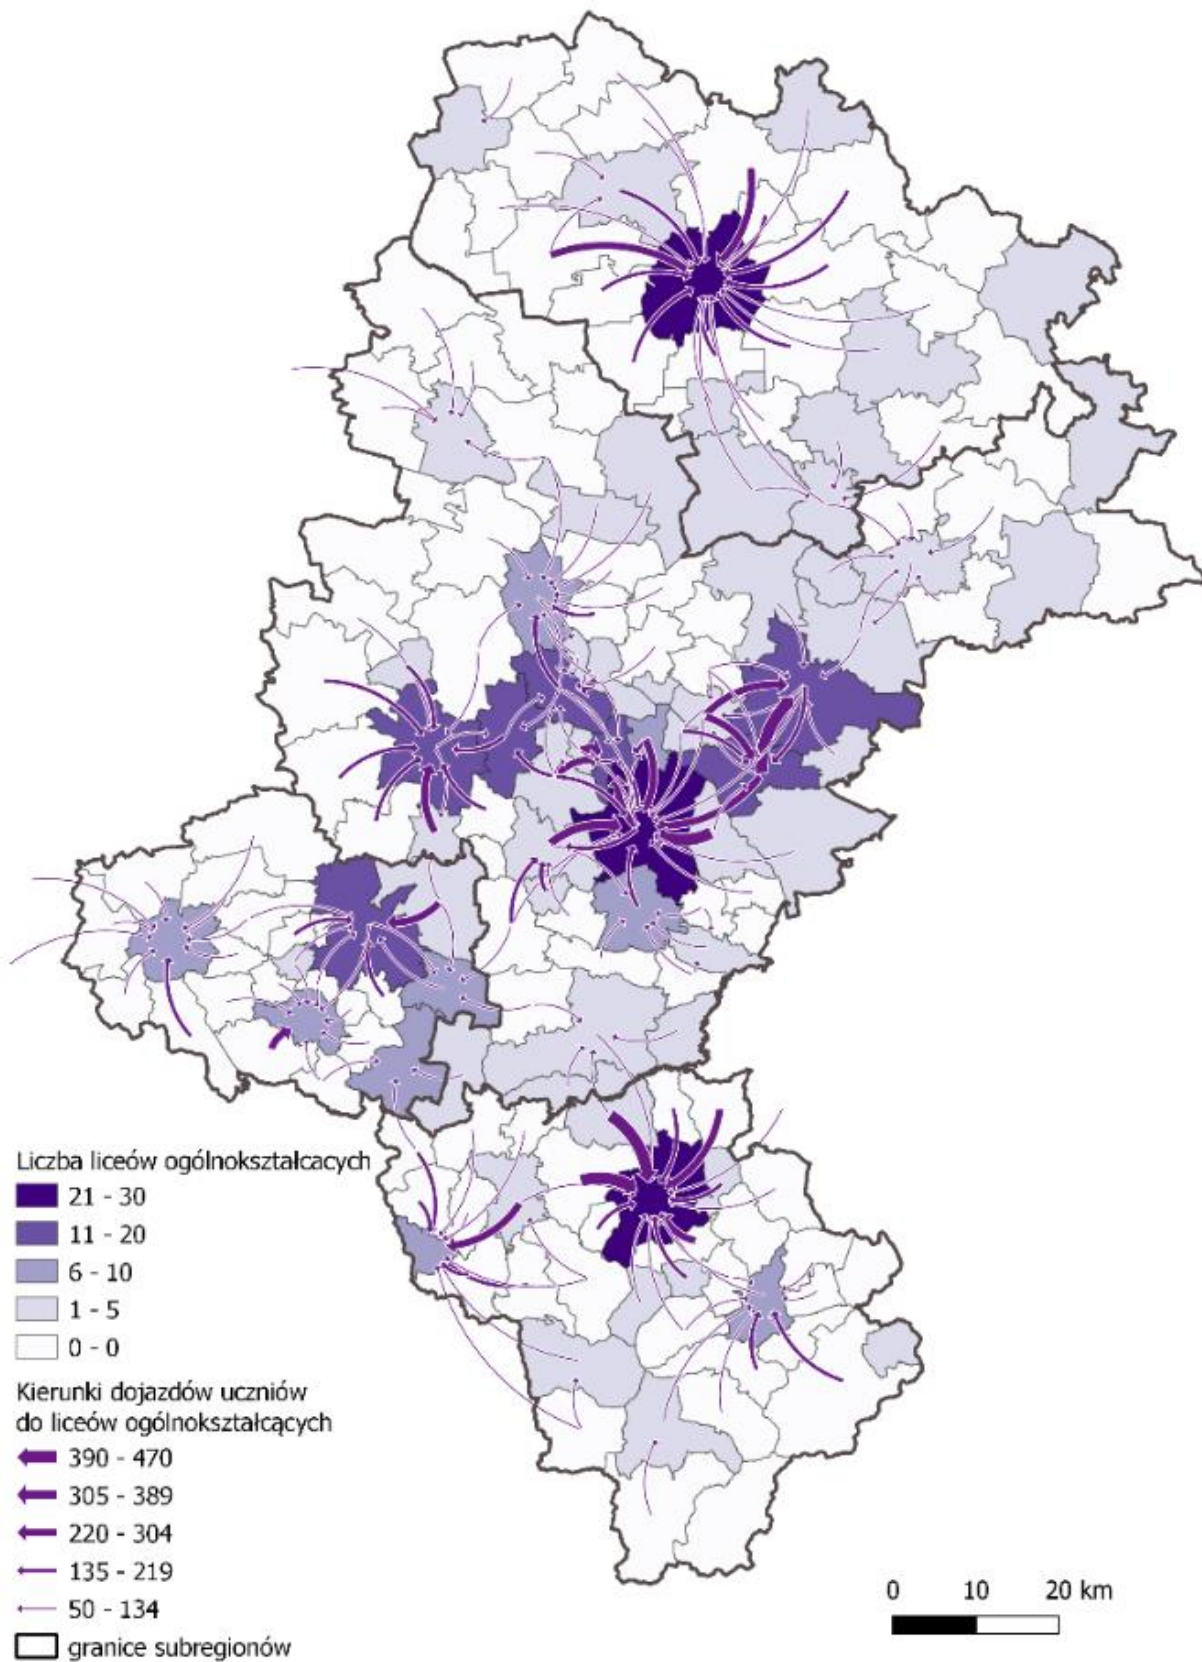 Liczba liceów ogólnokształcacych
21 - 30
11 - 20
6 - 10
1 - 5
0 - 0
Kierunki dojazdów uczniów
do liceów ogólnokształcących
390 - 470
305 - 389
220 - 304
135 - 219
50 - 134
granice subregionów
0 10 20 km